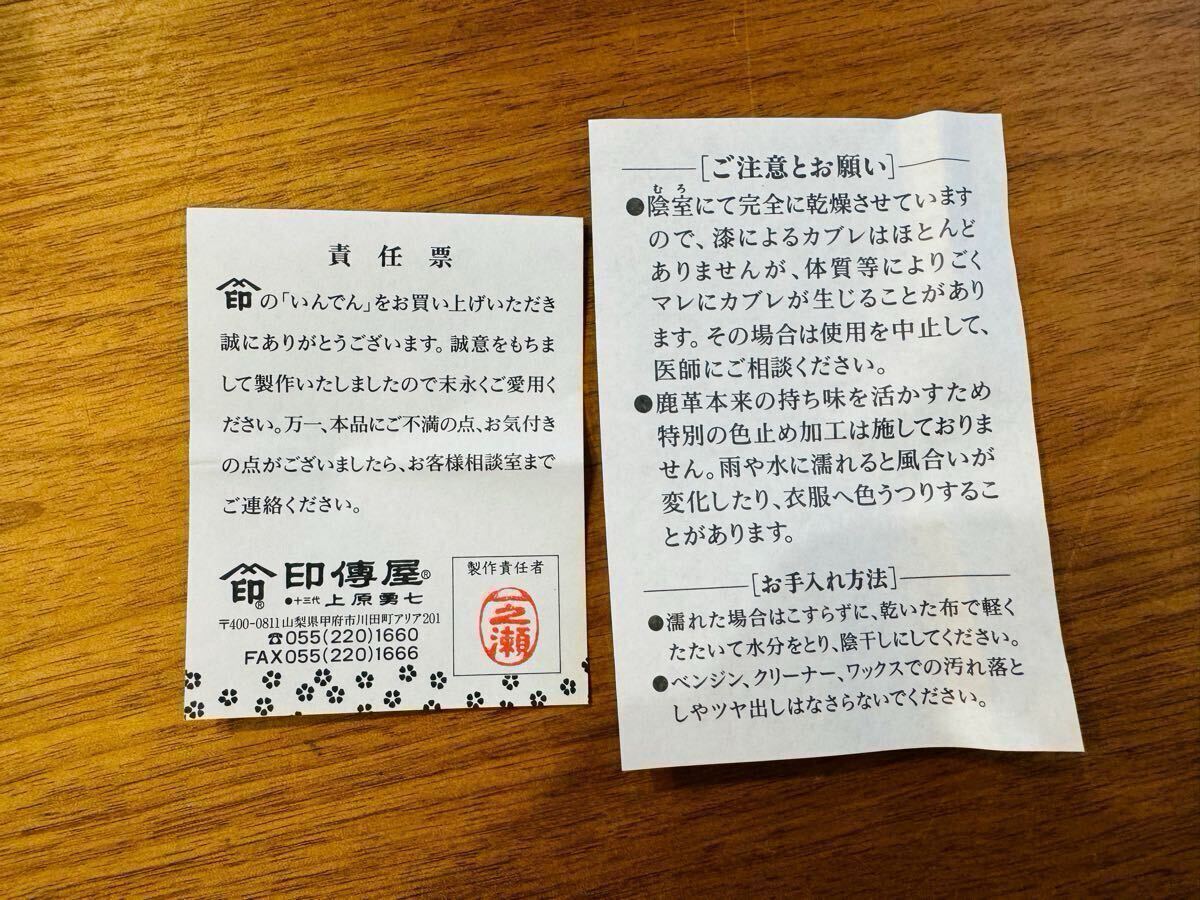 責任票
印の「いんでん」をお買い上げいただき
誠にありがとうございます。誠意をもちま
して製作いたしましたので末永くご愛用く
ださい。万一、本品にご不満の点、お気付き
の点がございましたら、お客様相談室まで
ご連絡ください。
印® 印傳屋®
●十三代 上原勇七
〒400-0811山梨県甲府市川田町アリア201
☎055(220)1660
FAX055(220)1666
製作責任者
一之瀬
[ご注意とお願い]
むろ
●陰室にて完全に乾燥させています
ので、漆によるカブレはほとんど
ありませんが、体質等によりごく
マレにカブレが生じることがあり
ます。その場合は使用を中止して、
医師にご相談ください。
●鹿革本来の持ち味を活かすため
特別の色止め加工は施しておりま
せん。雨や水に濡れると風合いが
変化したり、衣服へ色うつりするこ
とがあります。
[お手入れ方法]
●濡れた場合はこすらずに、乾いた布で軽く
たたいて水分をとり、陰干しにしてください。
●ベンジン、クリーナー、ワックスでの汚れ落と
しやツヤ出しはなさらないでください。